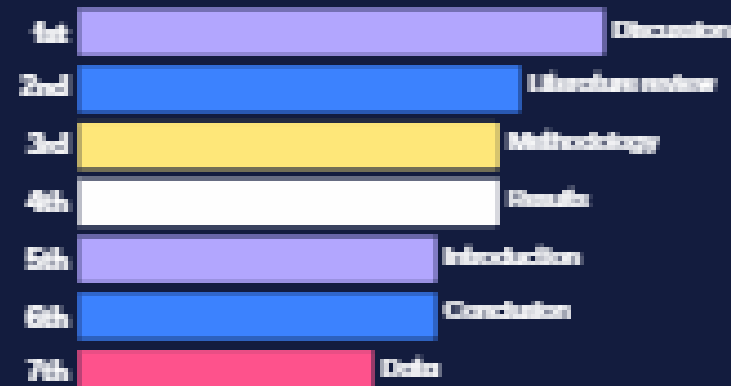 1st Discussion
2nd Literature review
3rd Methodology
4th Results
5th Introduction
6th Conclusion
7th Data